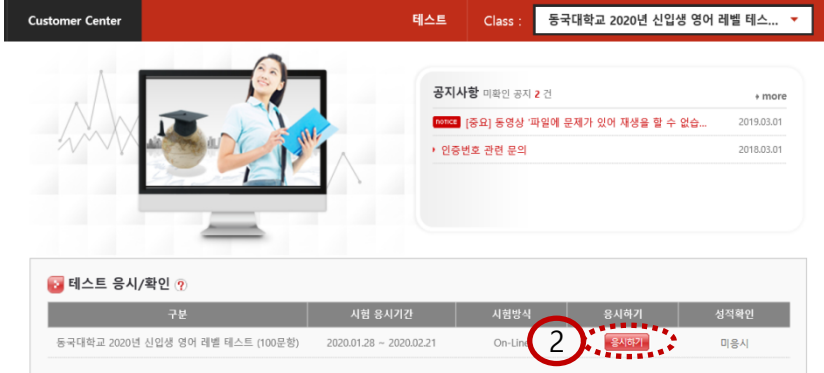 Customer Center
테스트
Class :
동국대학교 2020년 신입생 영어 레벨 테스...
공지사항 미확인 공지 2 건
more
notice [중요] 동영상 '파일에 문제가 있어 재생을 할 수 없습... 2019.03.01
인증번호 관련 문의 2018.03.01
테스트 응시/확인 ?
구분 시험 응시기간 시험방식 응시하기 성적확인
동국대학교 2020년 신입생 영어 레벨 테스트 (100문항) 2020.01.28 ~ 2020.02.21 On-Line 2 응시하기 미응시